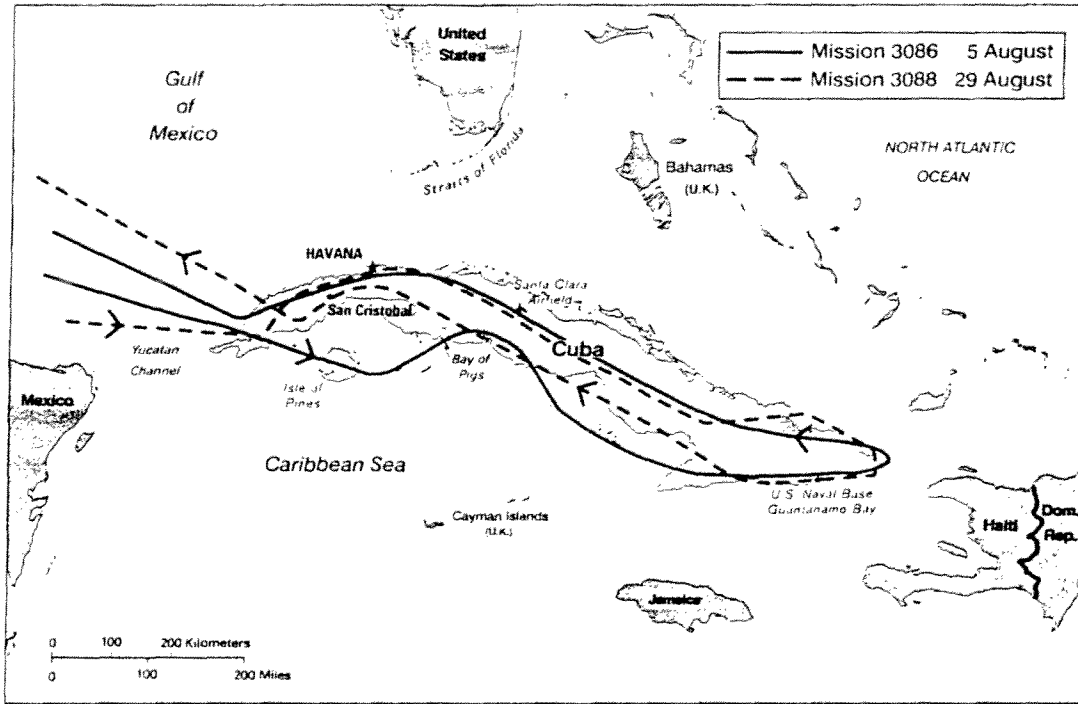 United
States
Mission 3086 5 August
Mission 3088 29 August
Gulf
of
Mexico
Straits of Florida
Bahamas
(U.K.)
NORTH ATLANTIC
OCEAN
HAVANA
Santa Clara
Airfield
San Cristobal
Yucatan
Channel
Bay of
Pigs
Cuba
Isle of
Pines
Mexico
Caribbean Sea
U.S. Naval Base
Guantanamo Bay
Cayman Islands
(U.K.)
Haiti
Dom.
Rep.
Jamaica
0 100 200 Kilometers
0 100 200 Miles